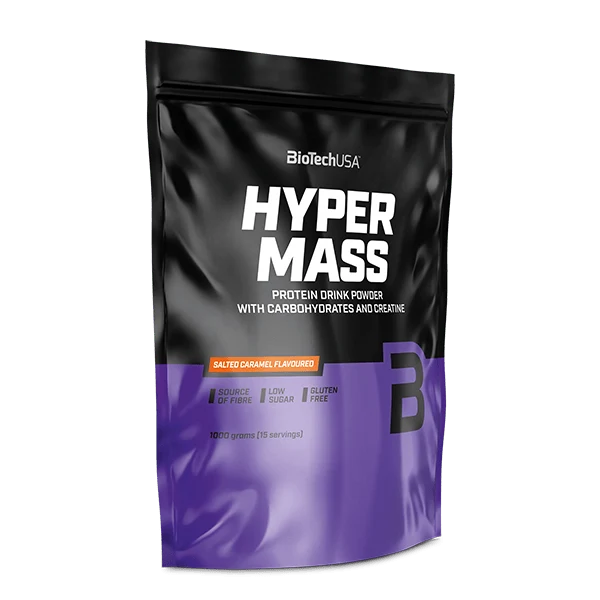 BioTechUSA™
HYPER
MASS
PROTEIN DRINK POWDER
WITH CARBOHYDRATES AND CREATINE
SALTED CARAMEL FLAVOURED
SOURCE
OF FIBRE
LOW
SUGAR
GLUTEN
FREE
B
1000 grams (15 servings)